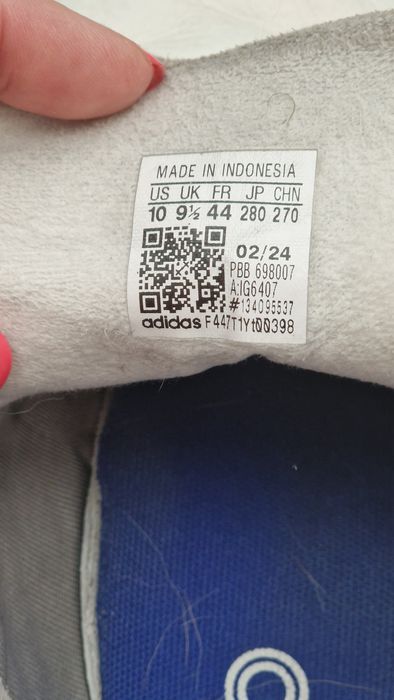 MADE IN INDONESIA
US UK FR JP CHN
10 9½ 44 280 270
02/24
PBB 698007
A:IG6407
#134095537
adidas F447T1Yt00398